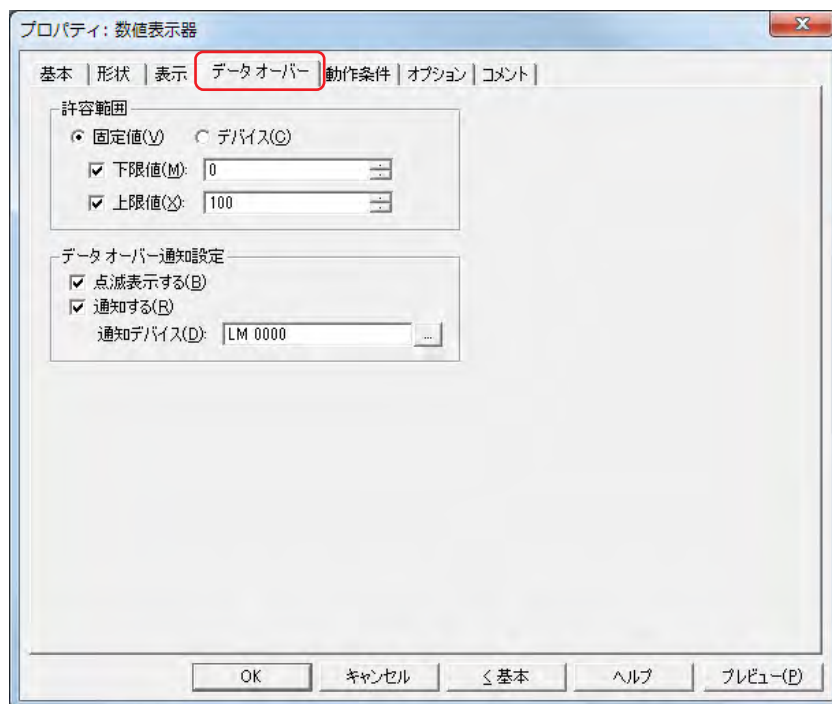 プロパティ: 数値表示器
基本 形状 表示 データ オーバー 動作条件 オプション コメント
許容範囲
固定値(V) デバイス(C)
下限値(M): 0
上限値(X): 100
データ オーバー通知設定
点滅表示する(B)
通知する(R)
通知デバイス(D): LM 0000 ...
OK キャンセル < 基本 ヘルプ プレビュー(P)